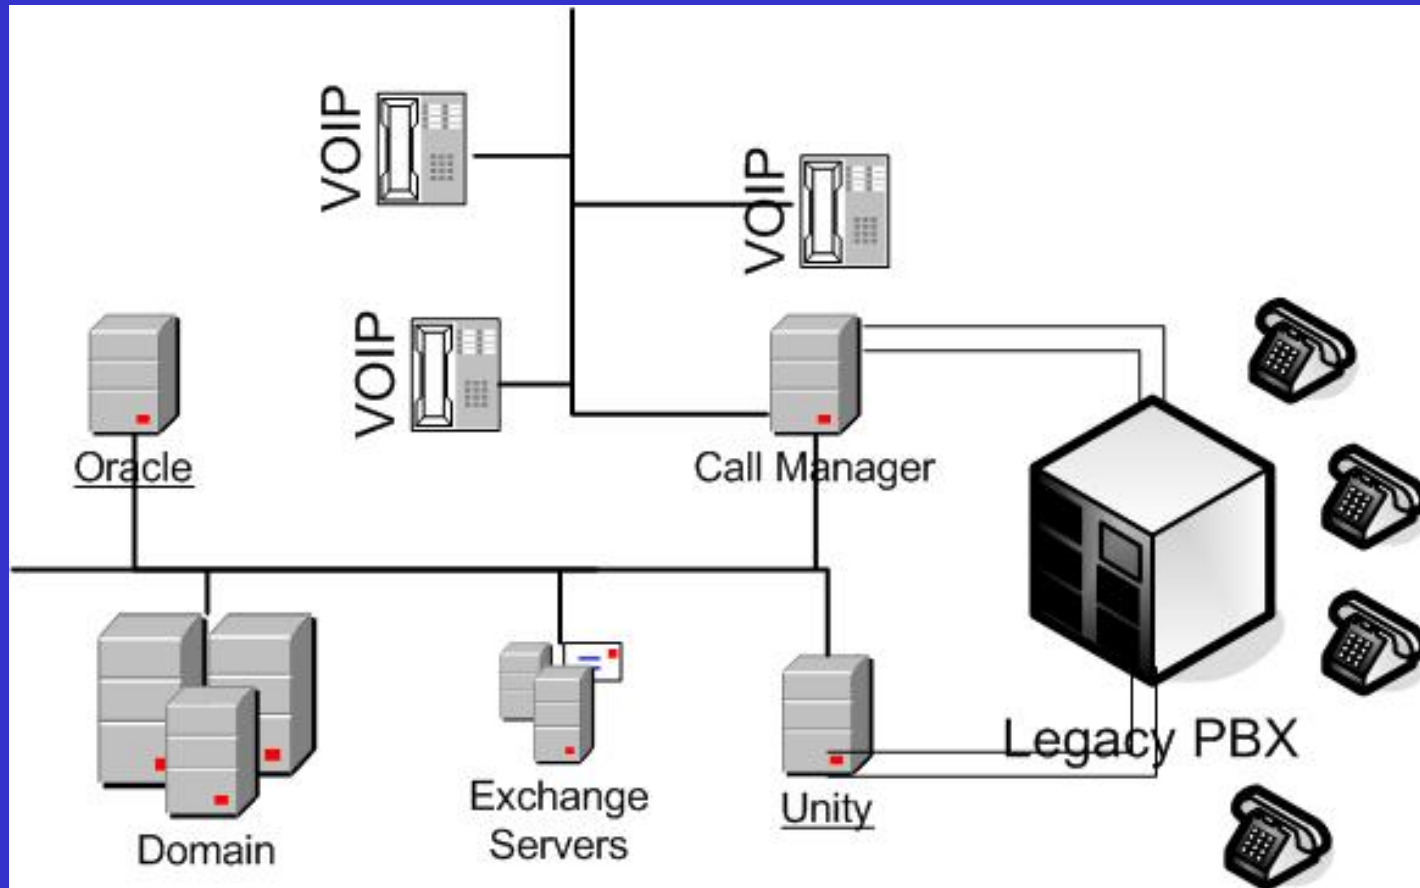 VOIP
VOIP
VOIP
Oracle
Call Manager
Legacy PBX
Exchange
Servers
Unity
Domain